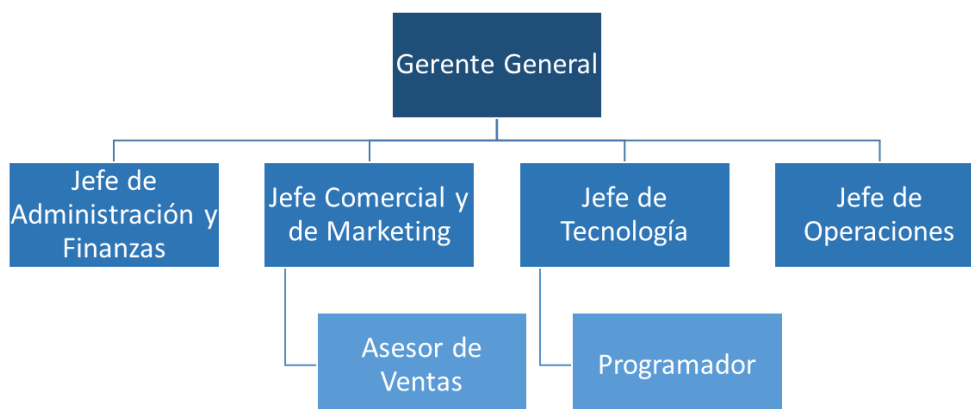 Gerente General
Jefe de
Administración y
Finanzas
Jefe Comercial y
de Marketing
Jefe de
Tecnología
Jefe de
Operaciones
Asesor de
Ventas
Programador